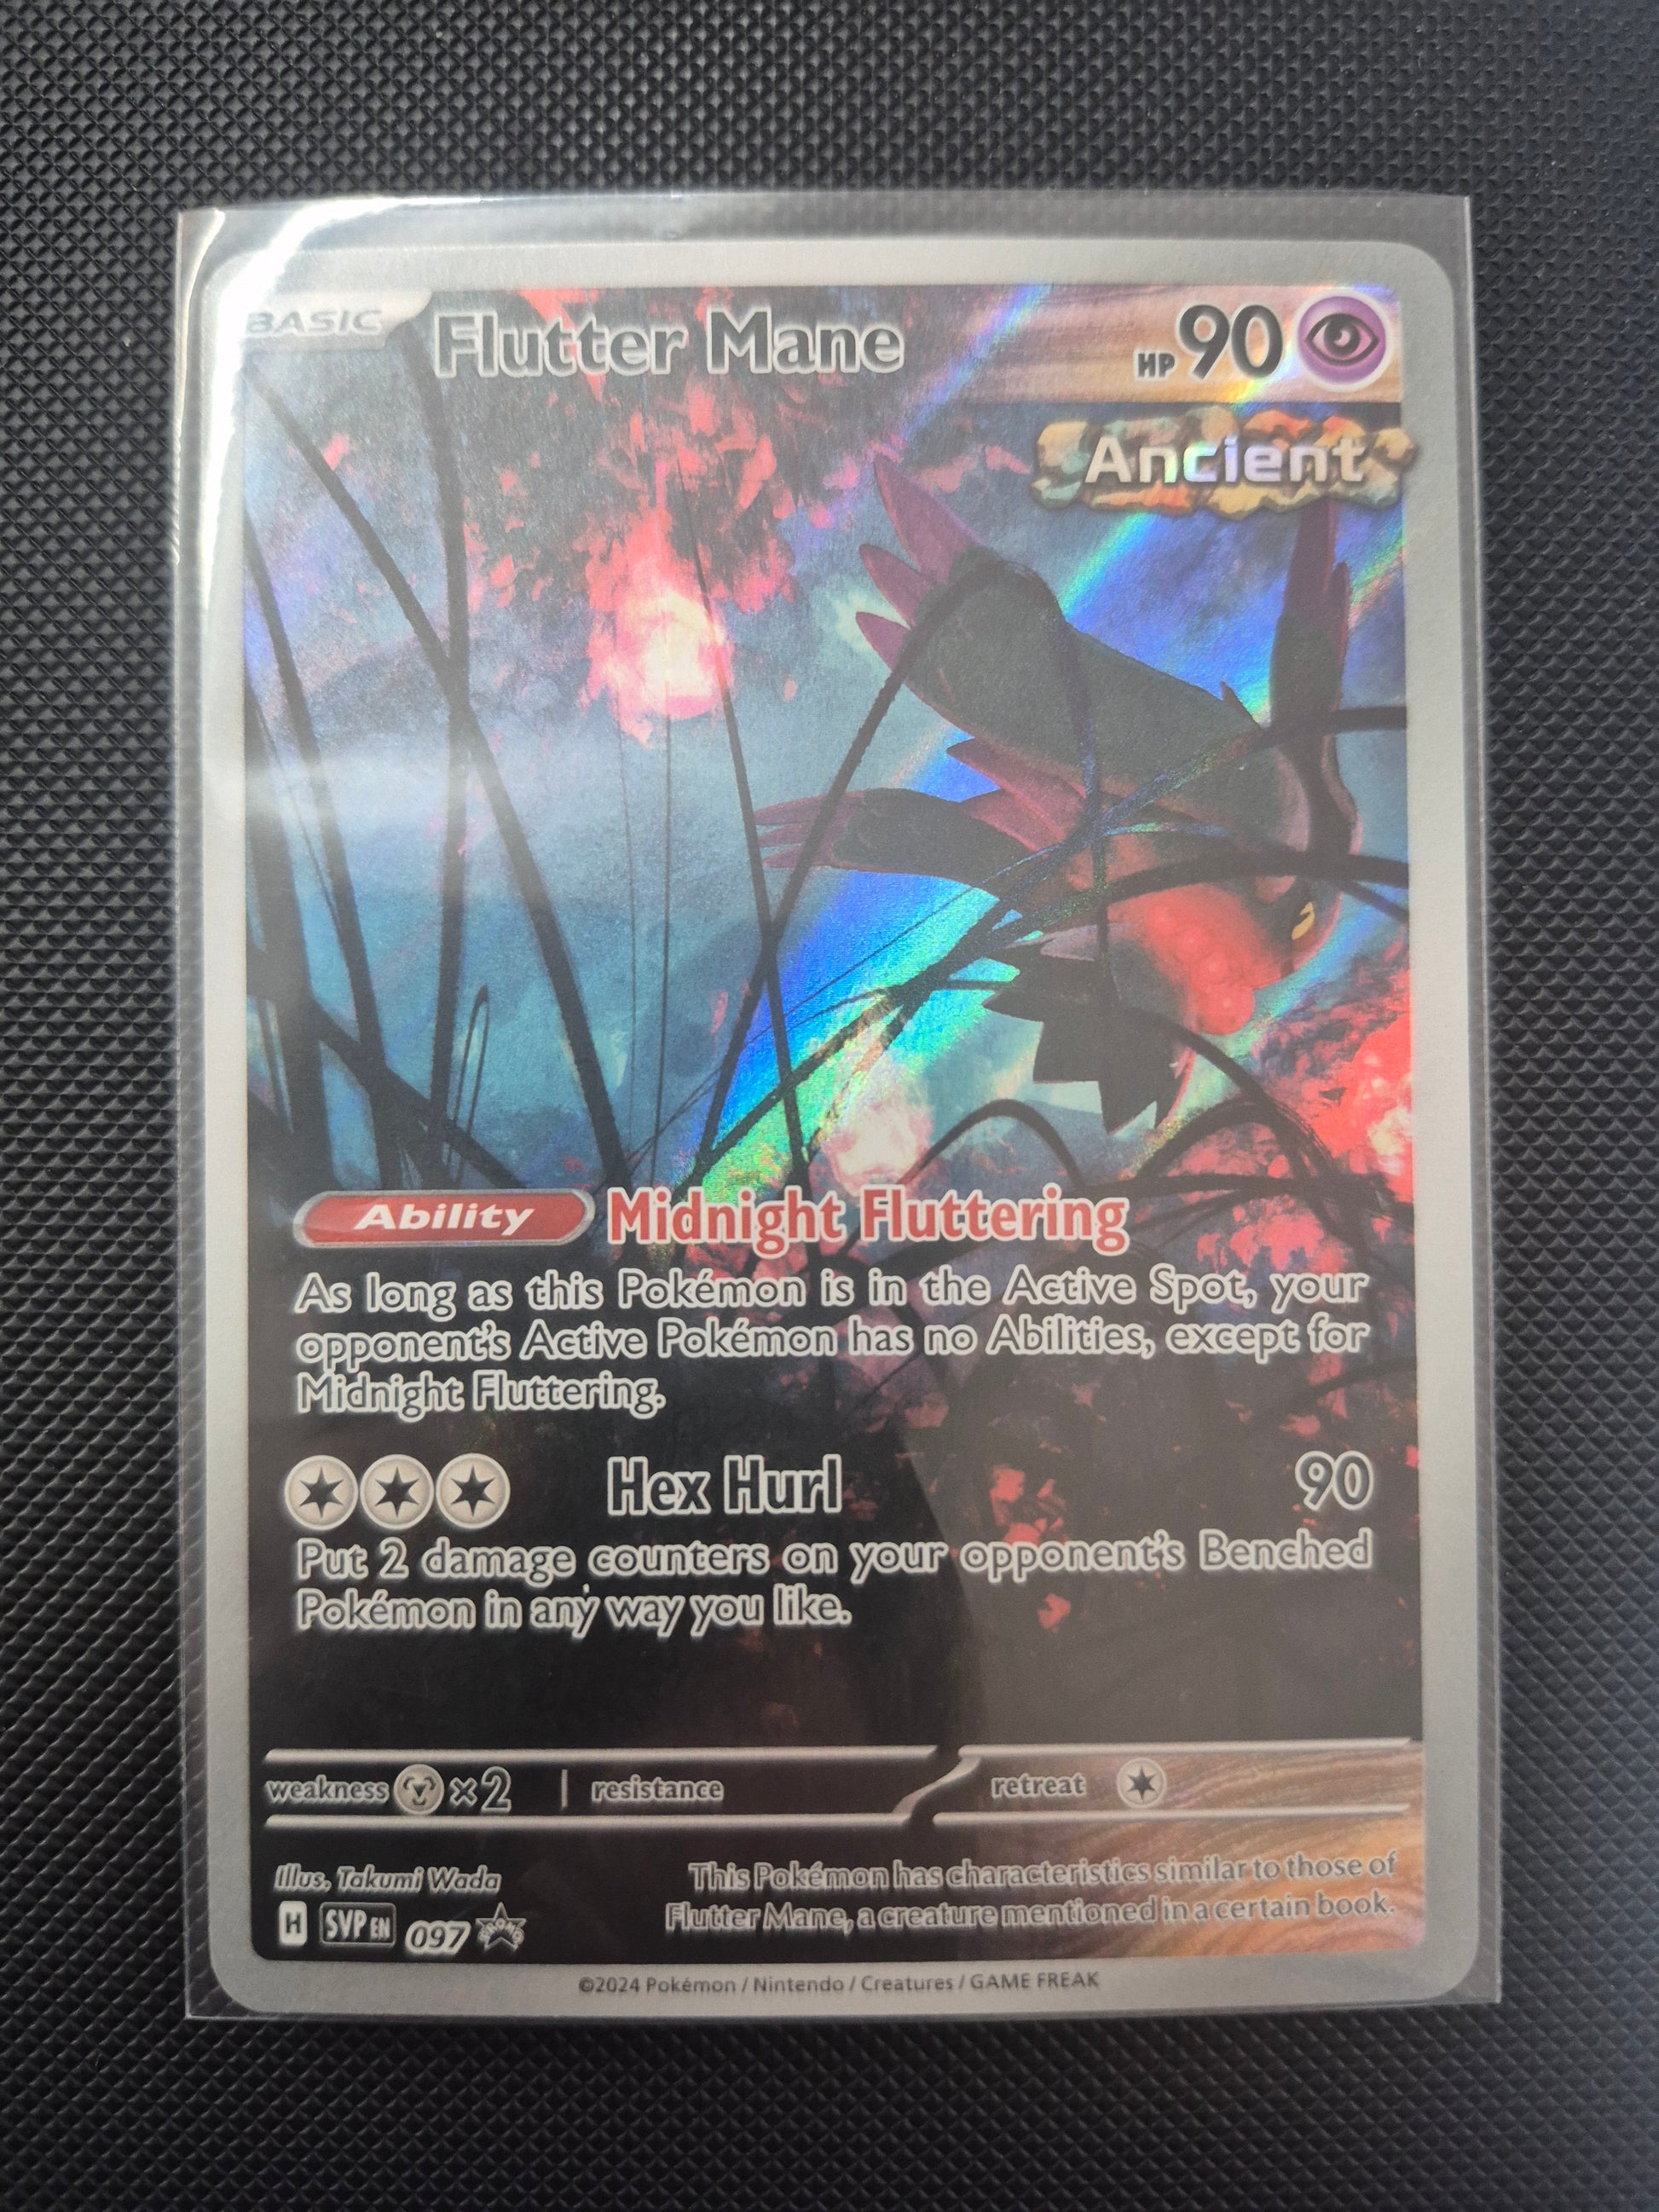 BASIC Flutter Mane HP 90
Ancient
Ability Midnight Fluttering
As long as this Pokémon is in the Active Spot, your
opponent's Active Pokémon has no Abilities, except for
Midnight Fluttering.
Hex Hurl 90
Put 2 damage counters on your opponent's Benched
Pokémon in any way you like.
weakness ×2 | resistance retreat
Illus. Takumi Wada
This Pokémon has characteristics similar to those of
Flutter Mane, a creature mentioned in a certain book.
H SVP EN 097 PROMO
©2024 Pokémon / Nintendo / Creatures / GAME FREAK